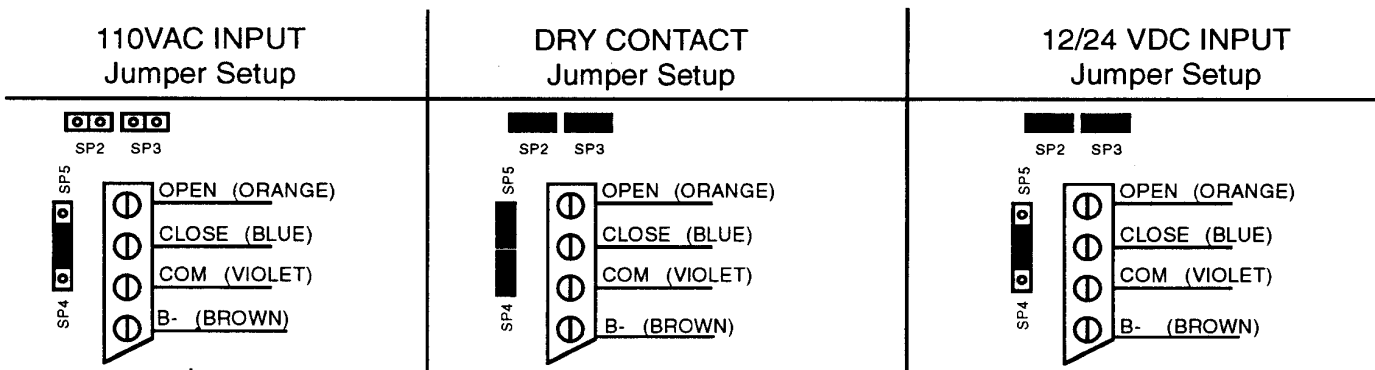 110VAC INPUT
Jumper Setup
SP2 SP3
SP5
SP4
OPEN (ORANGE)
CLOSE (BLUE)
COM (VIOLET)
B- (BROWN)
DRY CONTACT
Jumper Setup
SP2 SP3
SP5
SP4
OPEN (ORANGE)
CLOSE (BLUE)
COM (VIOLET)
B- (BROWN)
12/24 VDC INPUT
Jumper Setup
SP2 SP3
SP5
SP4
OPEN (ORANGE)
CLOSE (BLUE)
COM (VIOLET)
B- (BROWN)